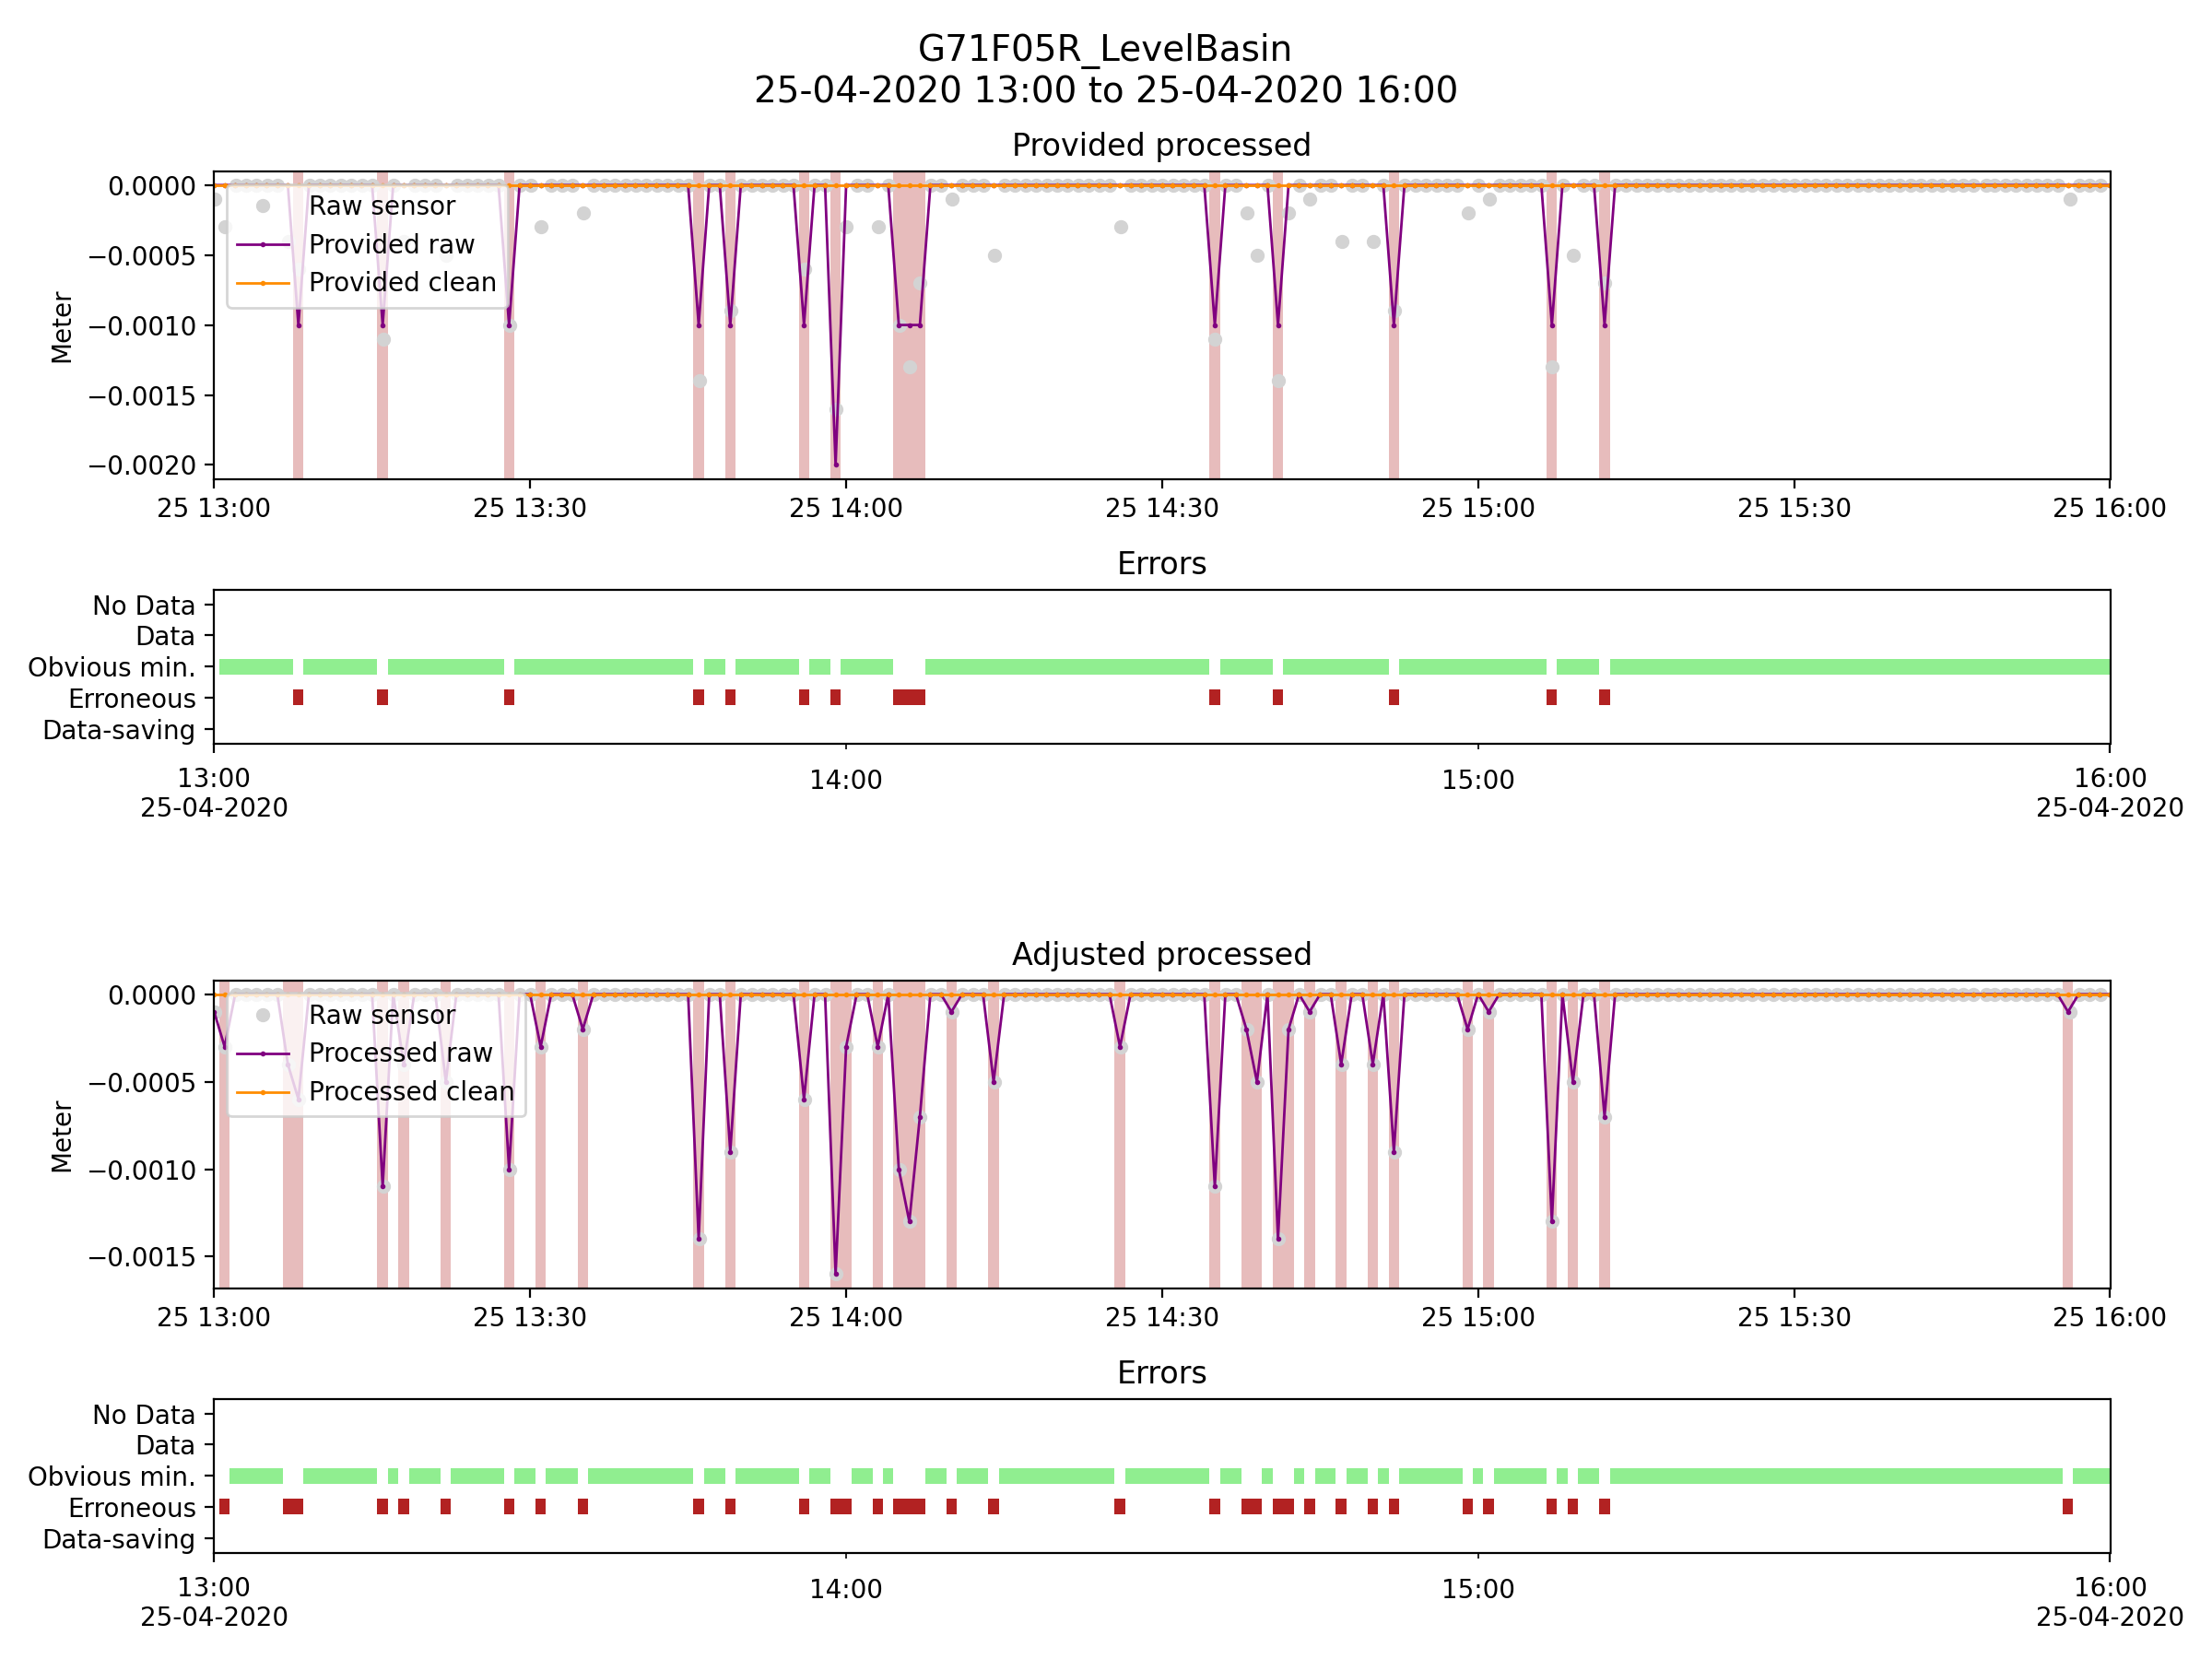 G71F05R_LevelBasin
25-04-2020 13:00 to 25-04-2020 16:00
Provided processed
Meter
0.0000
−0.0005
−0.0010
−0.0015
−0.0020
Raw sensor
Provided raw
Provided clean
25 13:00 25 13:30 25 14:00 25 14:30 25 15:00 25 15:30 25 16:00
Errors
No Data
Data
Obvious min.
Erroneous
Data-saving
13:00 14:00 15:00 16:00
25-04-2020 25-04-2020
Adjusted processed
Meter
0.0000
−0.0005
−0.0010
−0.0015
Raw sensor
Processed raw
Processed clean
25 13:00 25 13:30 25 14:00 25 14:30 25 15:00 25 15:30 25 16:00
Errors
No Data
Data
Obvious min.
Erroneous
Data-saving
13:00 14:00 15:00 16:00
25-04-2020 25-04-2020